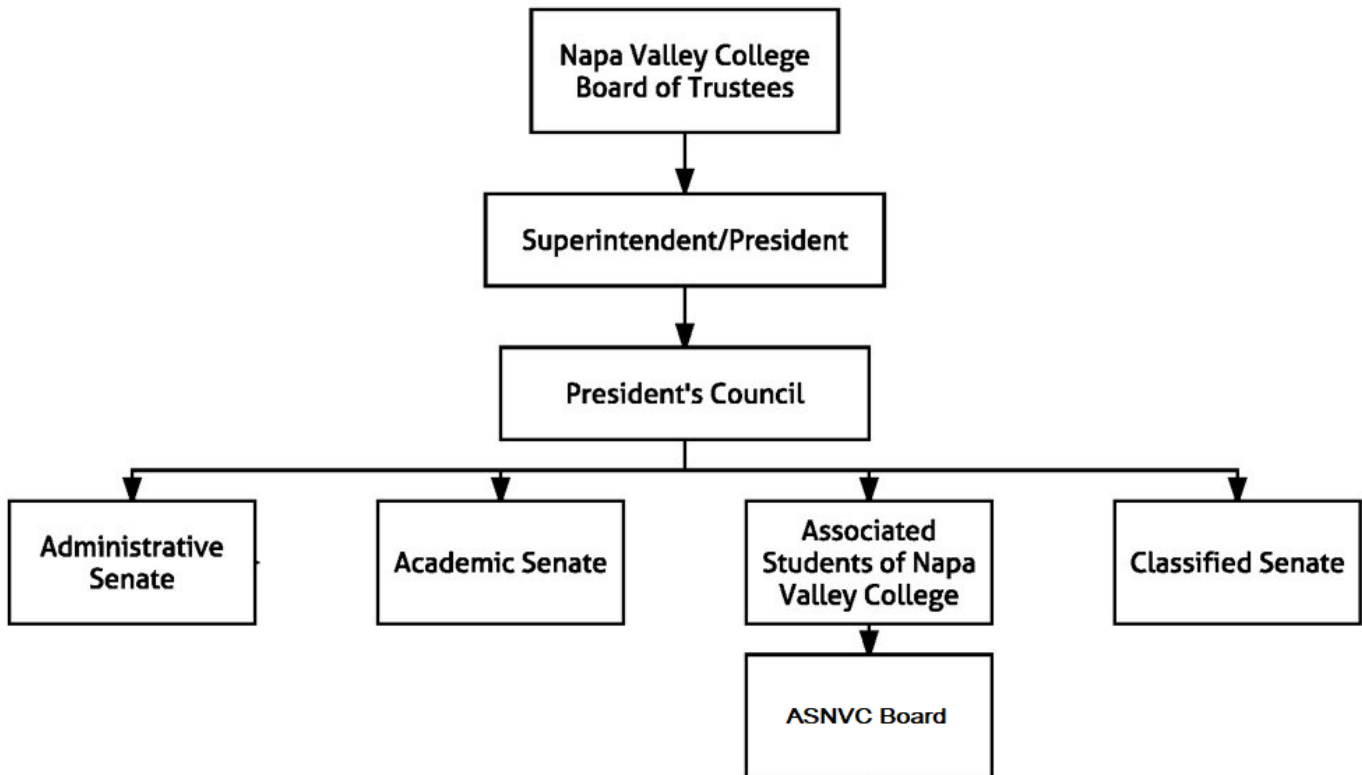 Napa Valley College
Board of Trustees
Superintendent/President
President's Council
Administrative
Senate
Academic Senate
Associated
Students of Napa
Valley College
Classified Senate
ASNVC Board